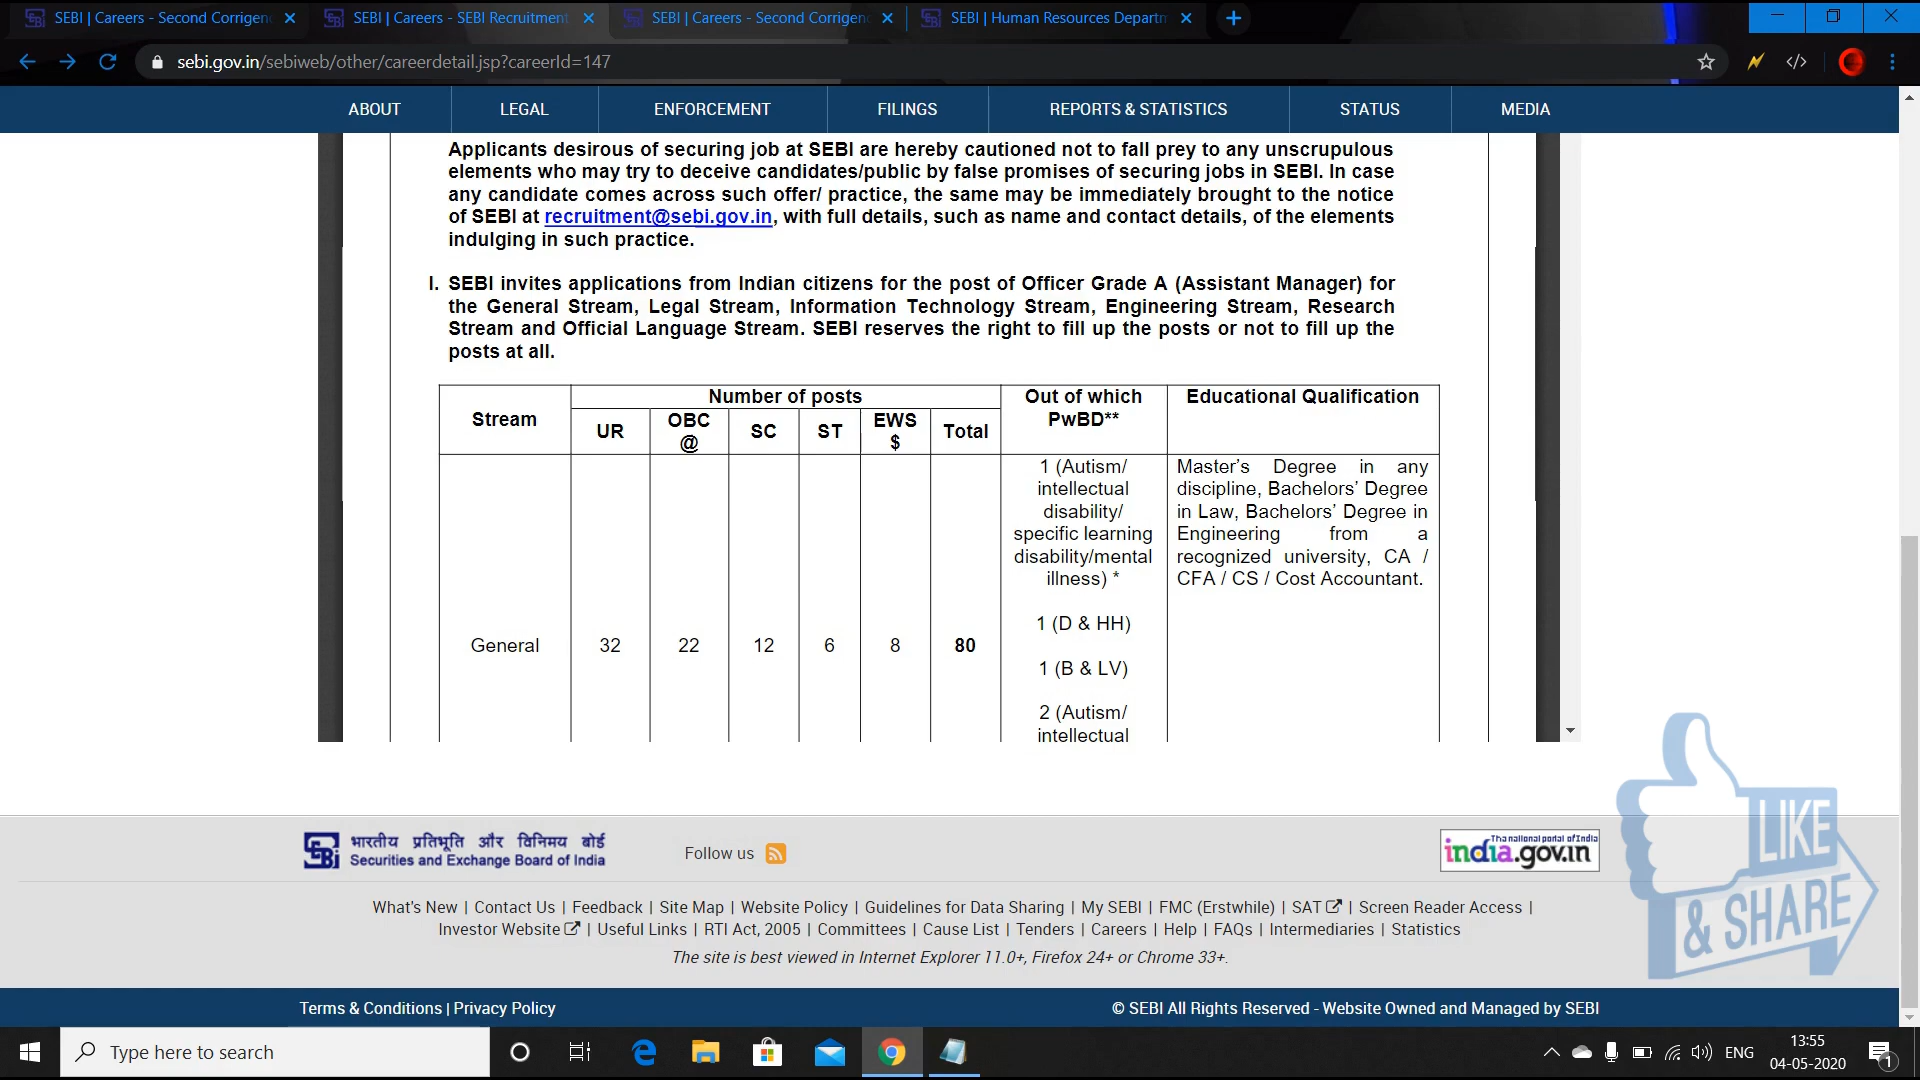 SEBI | Careers - Second Corrigen
SEBI | Careers - SEBI Recruitment
SEBI | Careers - Second Corrigen
SEBI | Human Resources Departm
sebi.gov.in/sebiweb/other/careerdetail.jsp?careerId=147
ABOUT LEGAL ENFORCEMENT FILINGS REPORTS & STATISTICS STATUS MEDIA
Applicants desirous of securing job at SEBI are hereby cautioned not to fall prey to any unscrupulous
elements who may try to deceive candidates/public by false promises of securing jobs in SEBI. In case
any candidate comes across such offer/ practice, the same may be immediately brought to the notice
of SEBI at recruitment@sebi.gov.in, with full details, such as name and contact details, of the elements
indulging in such practice.
I. SEBI invites applications from Indian citizens for the post of Officer Grade A (Assistant Manager) for
the General Stream, Legal Stream, Information Technology Stream, Engineering Stream, Research
Stream and Official Language Stream. SEBI reserves the right to fill up the posts or not to fill up the
posts at all.
Stream
Number of posts
UR
OBC
@
SC
ST
EWS
$
Total
Out of which
PwBD**
Educational Qualification
General
32
22
12
6
8
80
1 (Autism/
intellectual
disability/
specific learning
disability/mental
illness) *
1 (D & HH)
1 (B & LV)
2 (Autism/
intellectual
Master's Degree in any
discipline, Bachelors' Degree
in Law, Bachelors' Degree in
Engineering from a
recognized university, CA /
CFA / CS / Cost Accountant.
LIKE
& SHARE
भारतीय प्रतिभूति और विनिमय बोर्ड
Securities and Exchange Board of India
Follow us
The national portal of India
india.gov.in
What's New | Contact Us | Feedback | Site Map | Website Policy | Guidelines for Data Sharing | My SEBI | FMC (Erstwhile) | SAT | Screen Reader Access |
Investor Website | Useful Links | RTI Act, 2005 | Committees | Cause List | Tenders | Careers | Help | FAQs | Intermediaries | Statistics
The site is best viewed in Internet Explorer 11.0+, Firefox 24+ or Chrome 33+.
Terms & Conditions | Privacy Policy
© SEBI All Rights Reserved - Website Owned and Managed by SEBI
Type here to search
ENG
13:55
04-05-2020
1